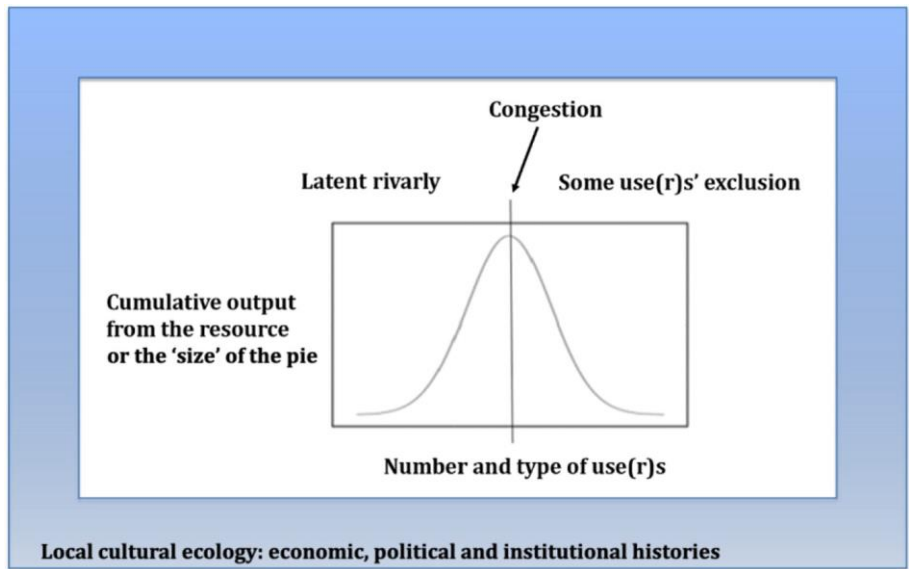 Congestion
Latent rivarly
Some use(r)s’ exclusion
Cumulative output
from the resource
or the ‘size’ of the pie
Number and type of use(r)s
Local cultural ecology: economic, political and institutional histories